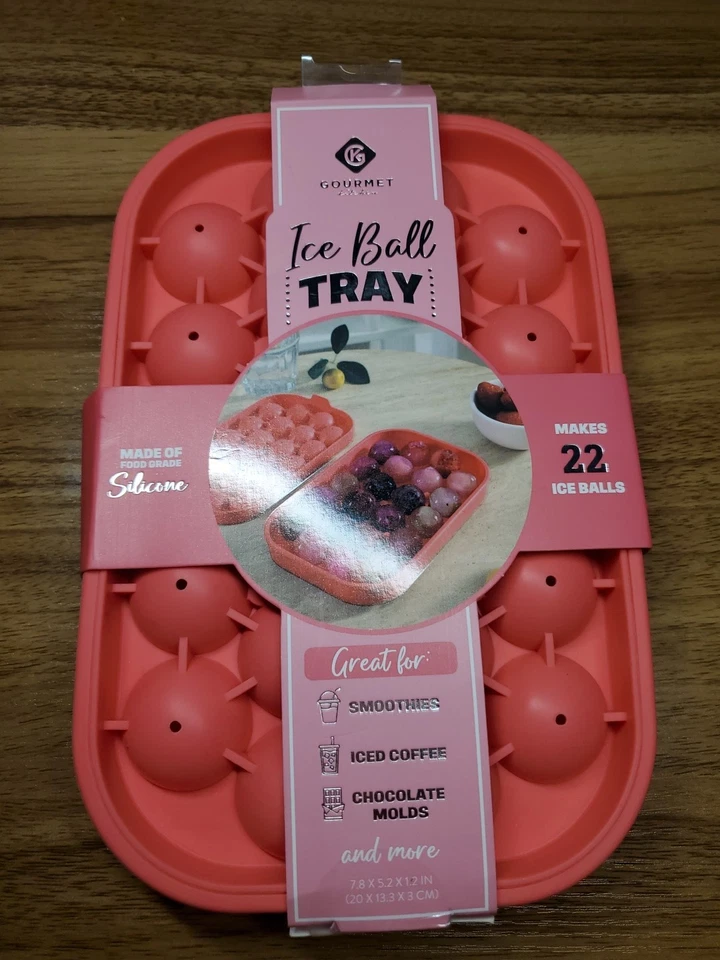 GOURMET
Ice Ball
TRAY
MADE OF
FOOD GRADE
Silicone
MAKES
22
ICE BALLS
Great for:
SMOOTHIES
ICED COFFEE
CHOCOLATE
MOLDS
and more
7.8 X 5.2 X 1.2 IN
(20 X 13.3 X 3 CM)